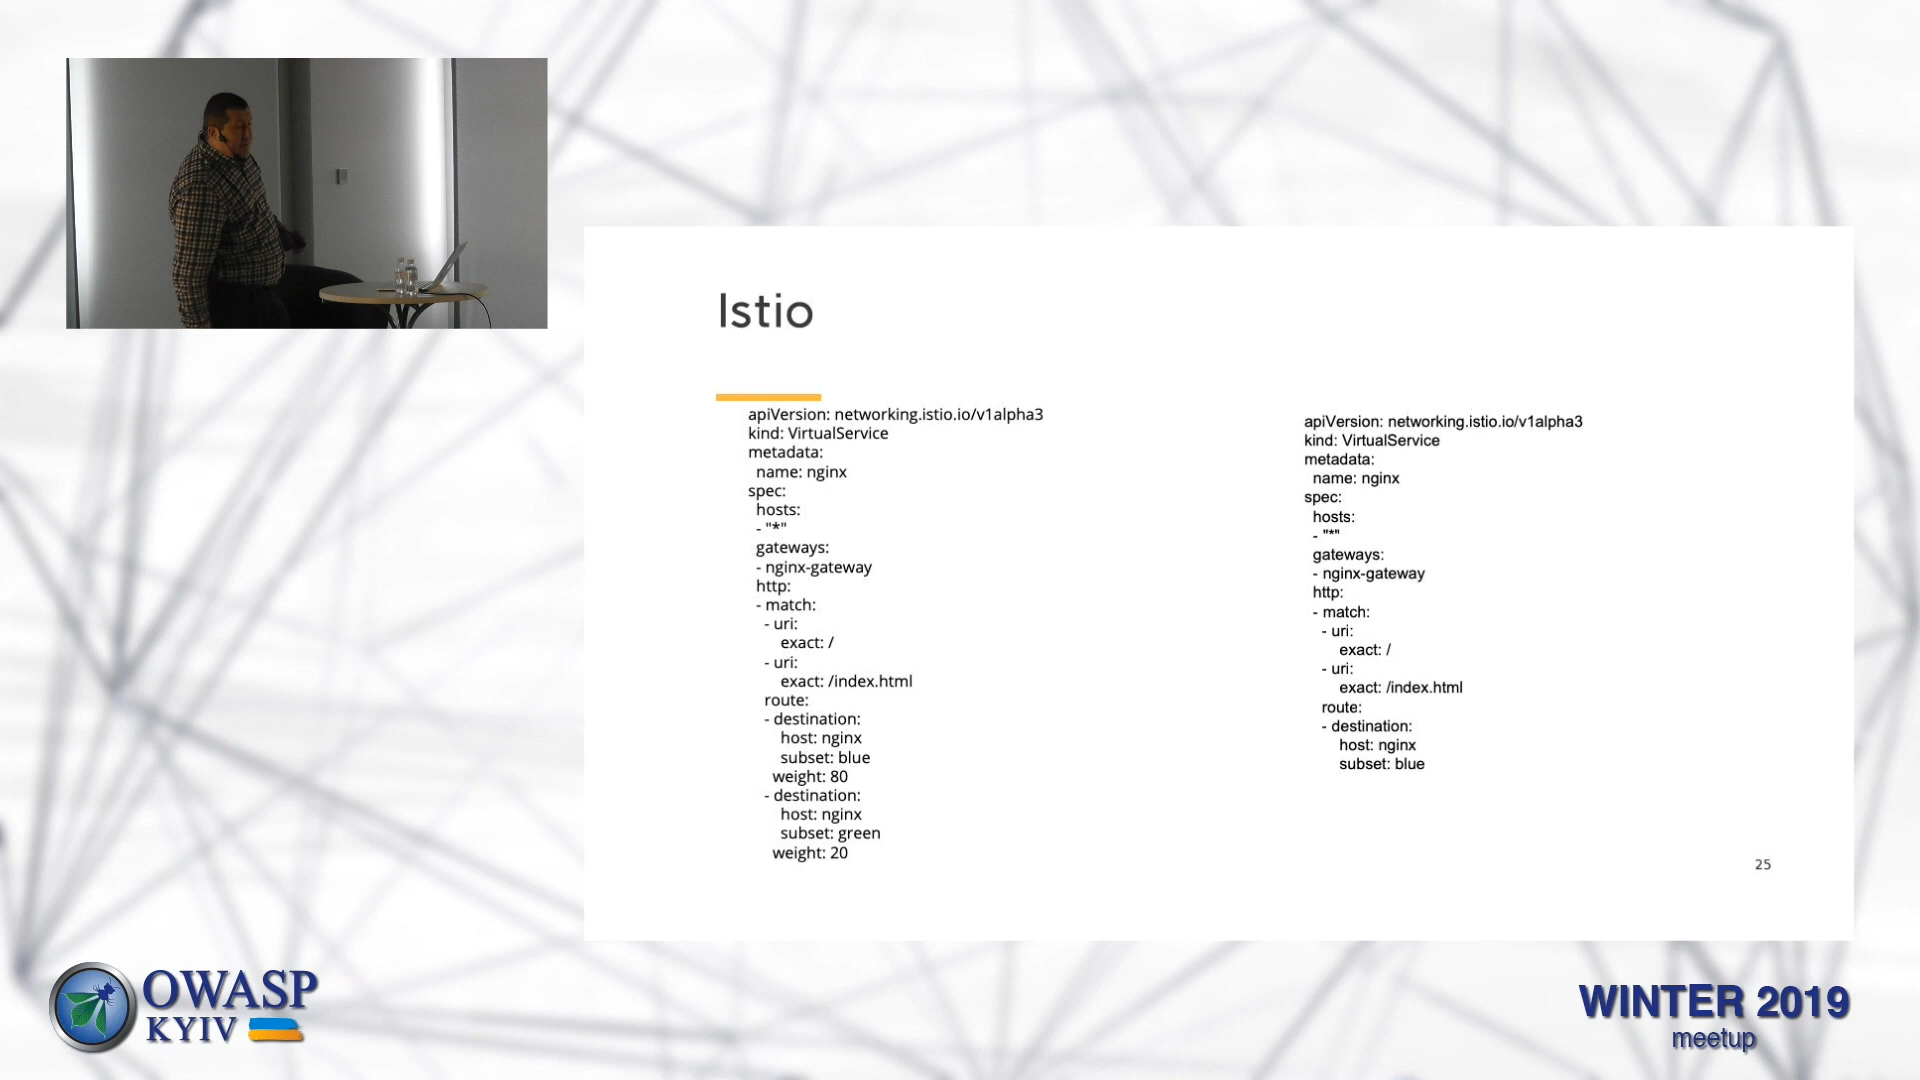 Istio
apiVersion: networking.istio.io/v1alpha3
kind: VirtualService
metadata:
name: nginx
spec:
hosts:
- "*"
gateways:
- nginx-gateway
http:
- match:
- uri:
exact: /
- uri:
exact: /index.html
route:
- destination:
host: nginx
subset: blue
weight: 80
- destination:
host: nginx
subset: green
weight: 20
apiVersion: networking.istio.io/v1alpha3
kind: VirtualService
metadata:
name: nginx
spec:
hosts:
- "*"
gateways:
- nginx-gateway
http:
- match:
- uri:
exact: /
- uri:
exact: /index.html
route:
- destination:
host: nginx
subset: blue
25
OWASP
KYIV
WINTER 2019
meetup